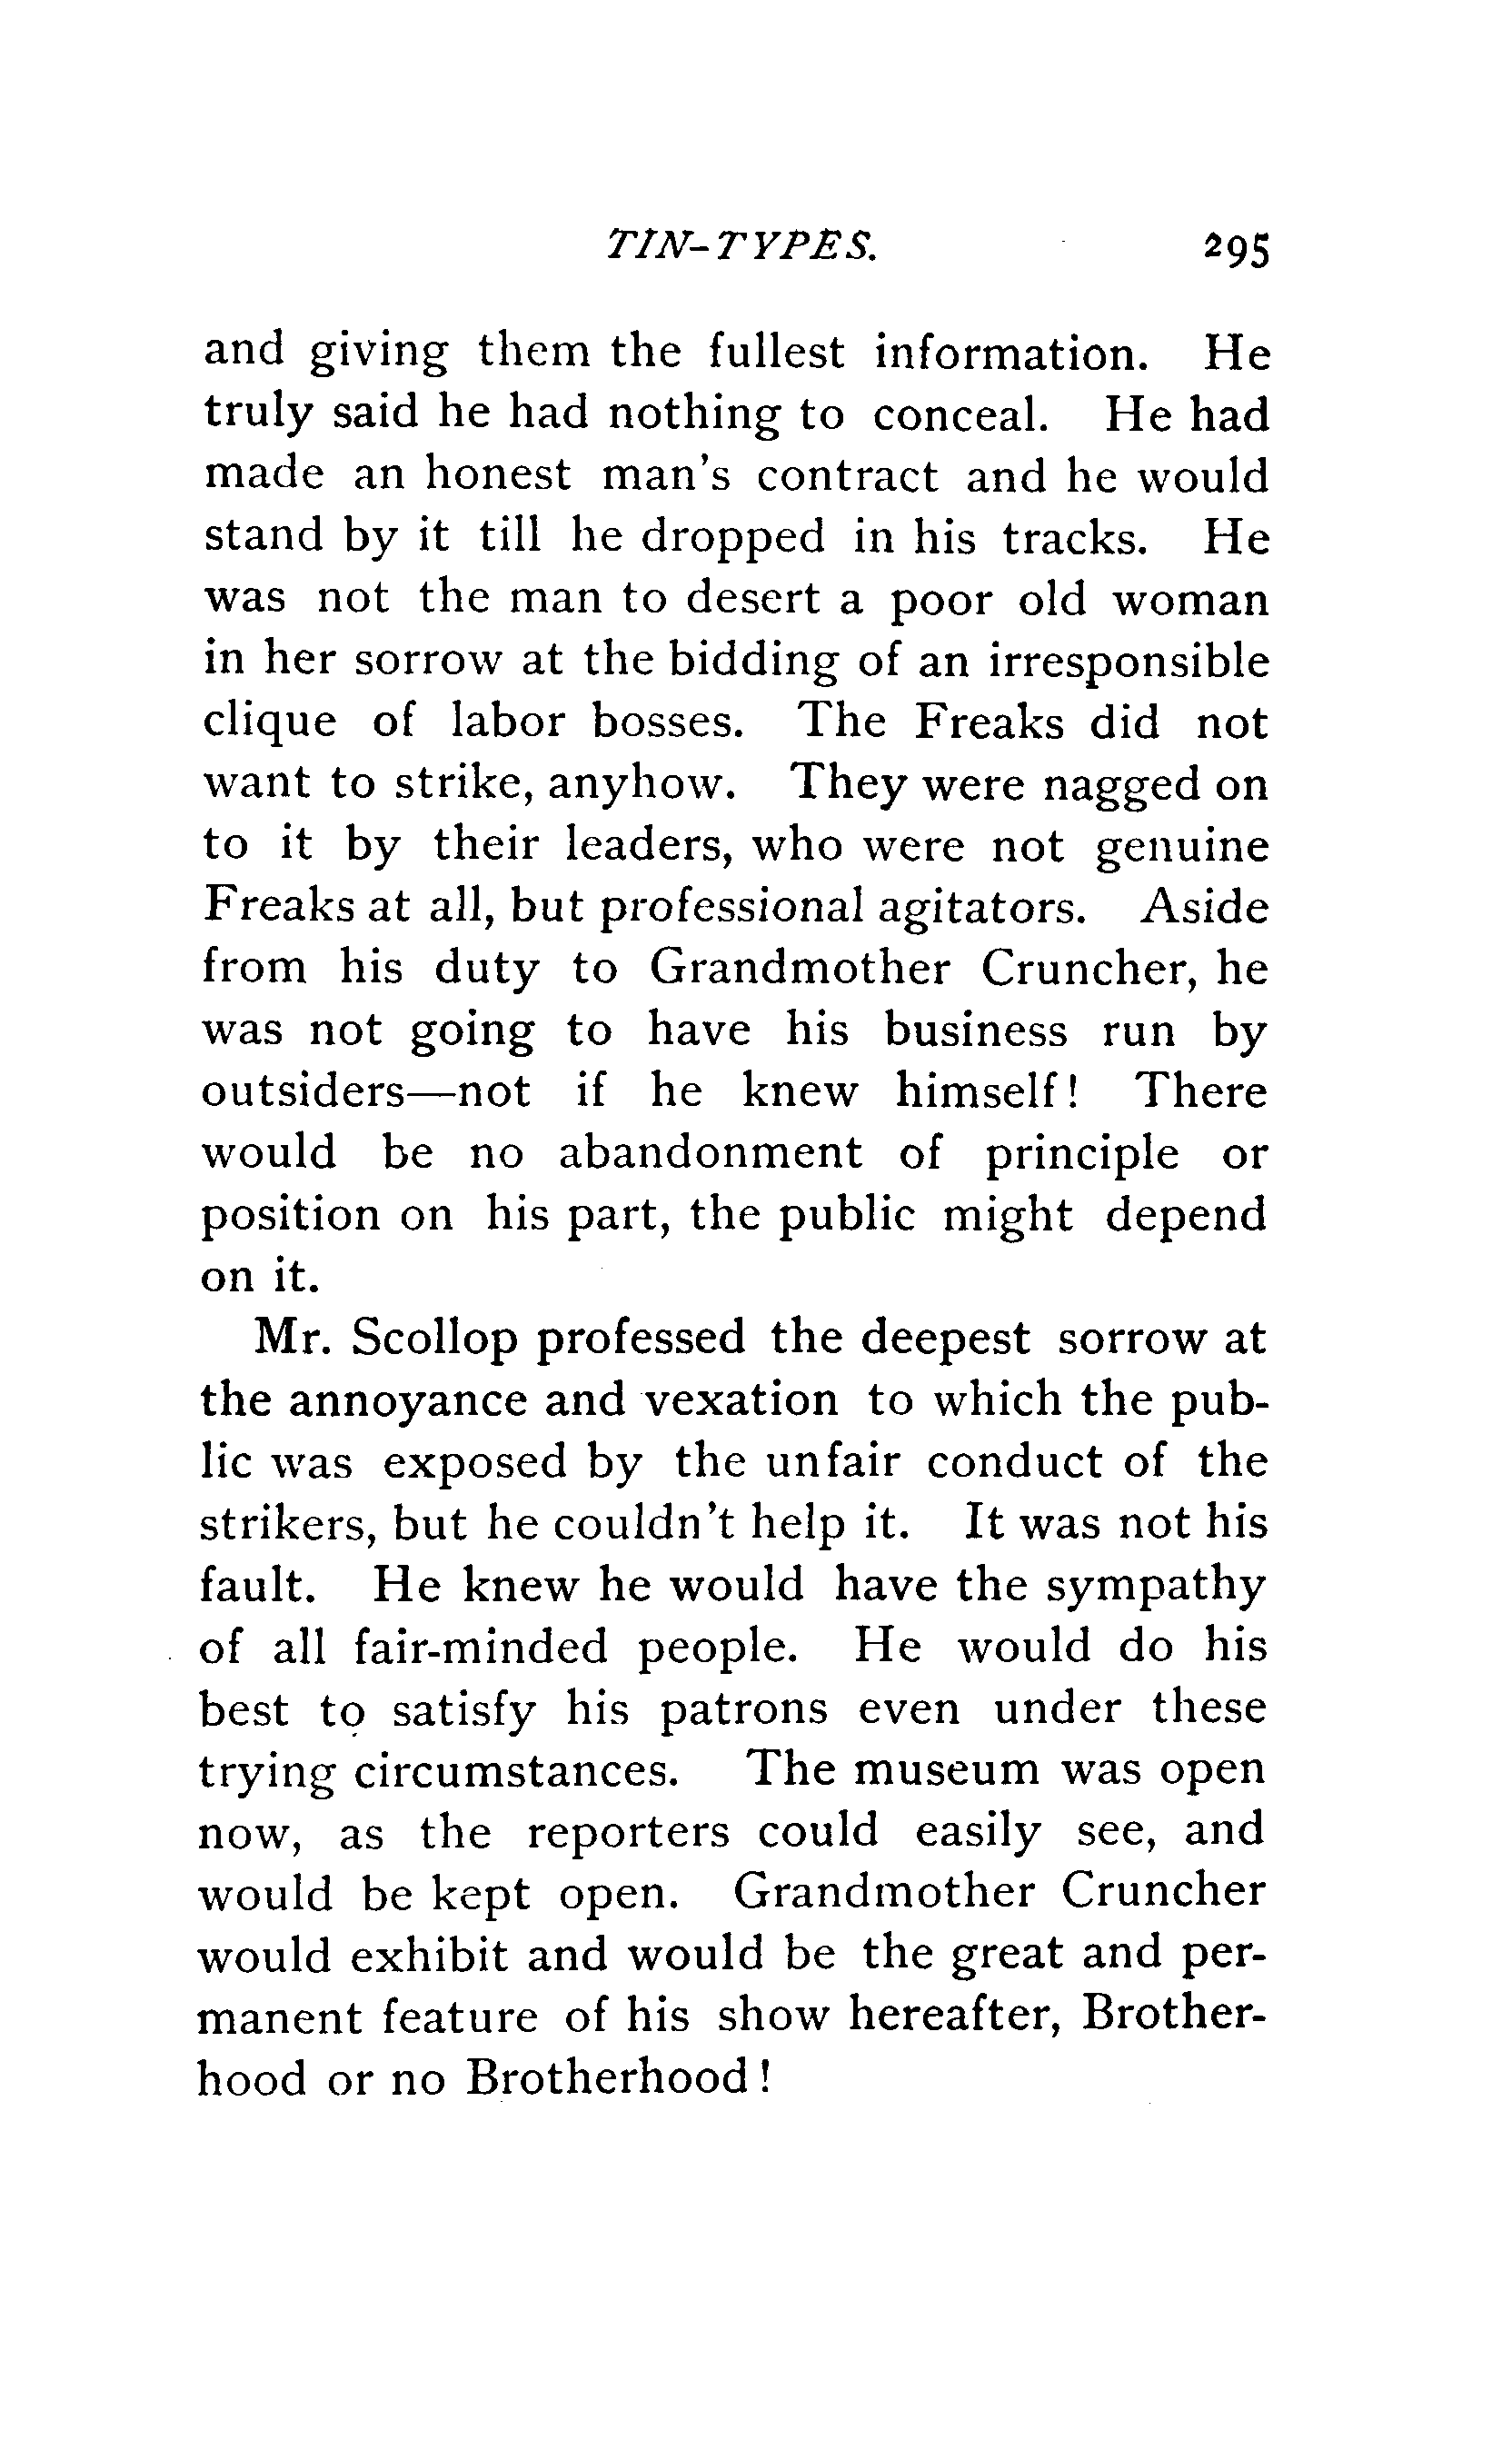 TIN-TYPES. 295
and giving them the fullest information. He
truly said he had nothing to conceal. He had
made an honest man's contract and he would
stand by it till he dropped in his tracks. He
was not the man to desert a poor old woman
in her sorrow at the bidding of an irresponsible
clique of labor bosses. The Freaks did not
want to strike, anyhow. They were nagged on
to it by their leaders, who were not genuine
Freaks at all, but professional agitators. Aside
from his duty to Grandmother Cruncher, he
was not going to have his business run by
outsiders—not if he knew himself! There
would be no abandonment of principle or
position on his part, the public might depend
on it.
Mr. Scollop professed the deepest sorrow at
the annoyance and vexation to which the pub-
lic was exposed by the unfair conduct of the
strikers, but he couldn't help it. It was not his
fault. He knew he would have the sympathy
of all fair-minded people. He would do his
best to satisfy his patrons even under these
trying circumstances. The museum was open
now, as the reporters could easily see, and
would be kept open. Grandmother Cruncher
would exhibit and would be the great and per-
manent feature of his show hereafter, Brother-
hood or no Brotherhood!